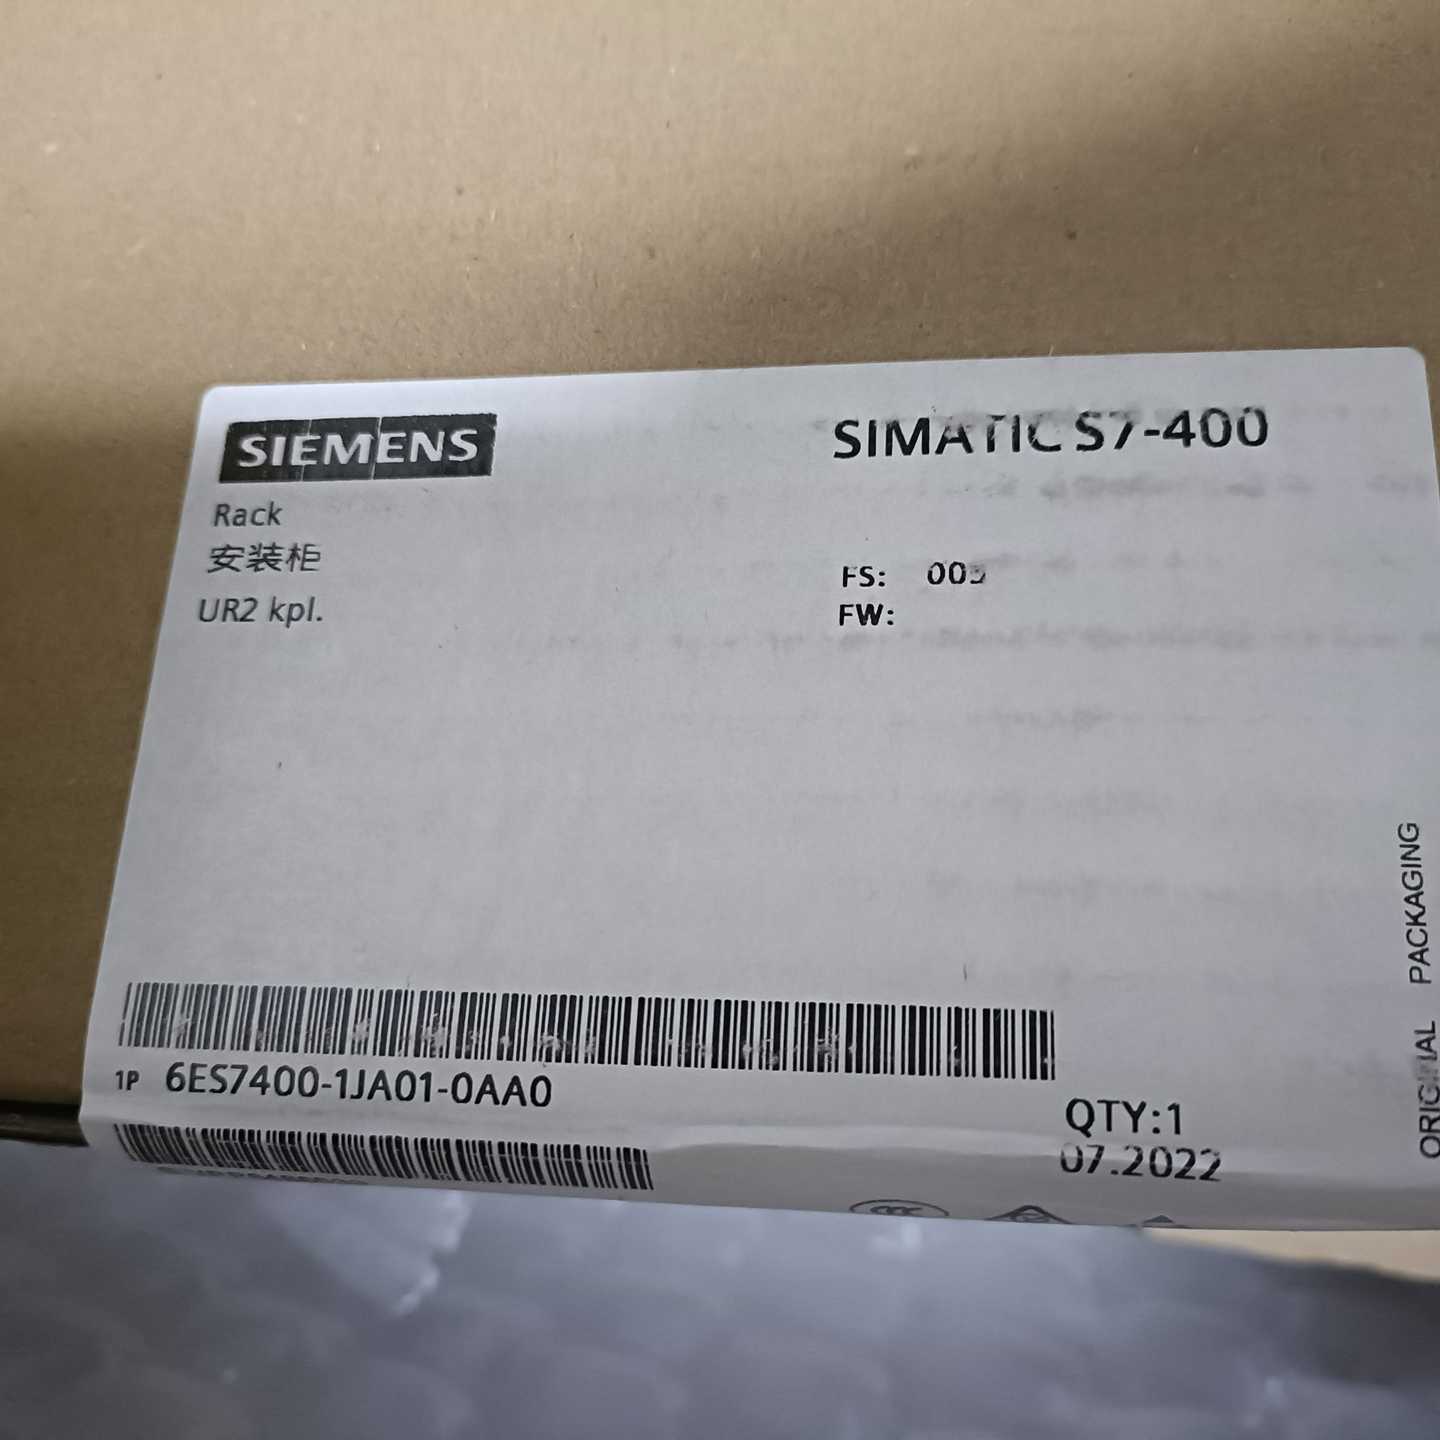 SIEMENS
SIMATIC S7-400
Rack
安装柜
UR2 kpl.
FS: 005
FW:
1P 6ES7400-1JA01-0AA0
QTY:1
07.2022
ORIGINAL PACKAGING